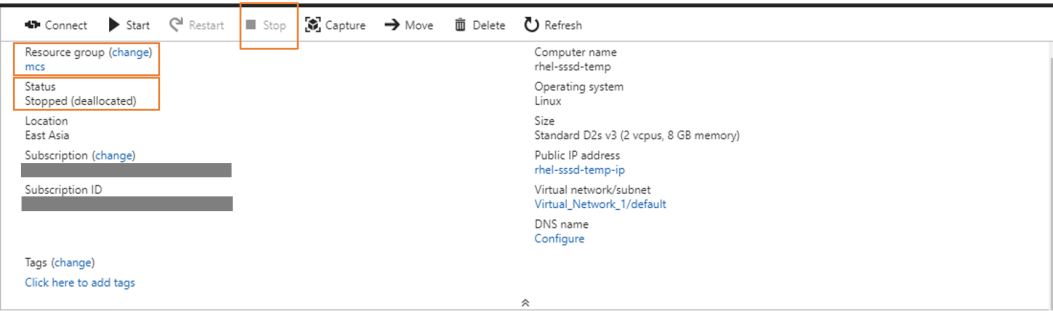 Connect Start Restart Stop Capture Move Delete Refresh
Resource group (change)
mcs
Status
Stopped (deallocated)
Location
East Asia
Subscription (change)
Subscription ID
Tags (change)
Click here to add tags
Computer name
rhel-sssd-temp
Operating system
Linux
Size
Standard D2s v3 (2 vcpus, 8 GB memory)
Public IP address
rhel-sssd-temp-ip
Virtual network/subnet
Virtual_Network_1/default
DNS name
Configure